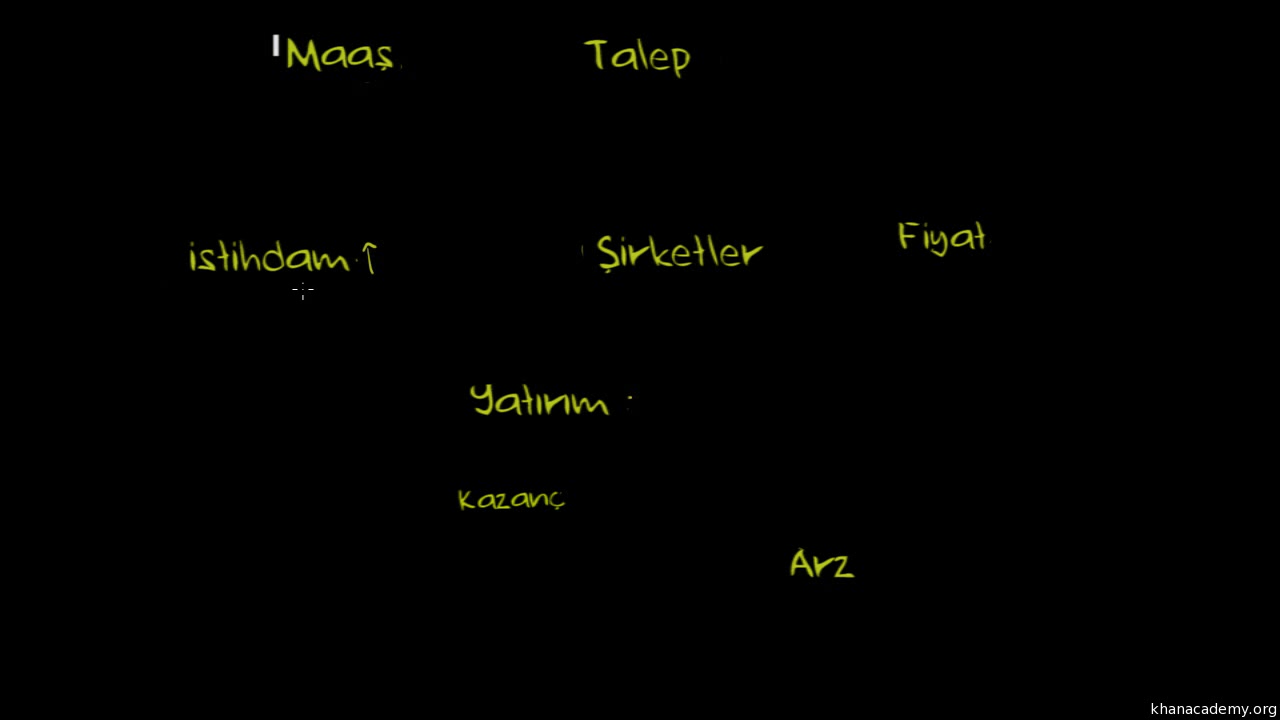 Maaş
Talep
istihdam ↑
Şirketler
Fiyat
Yatırım
Kazanç
Arz
khanacademy.org